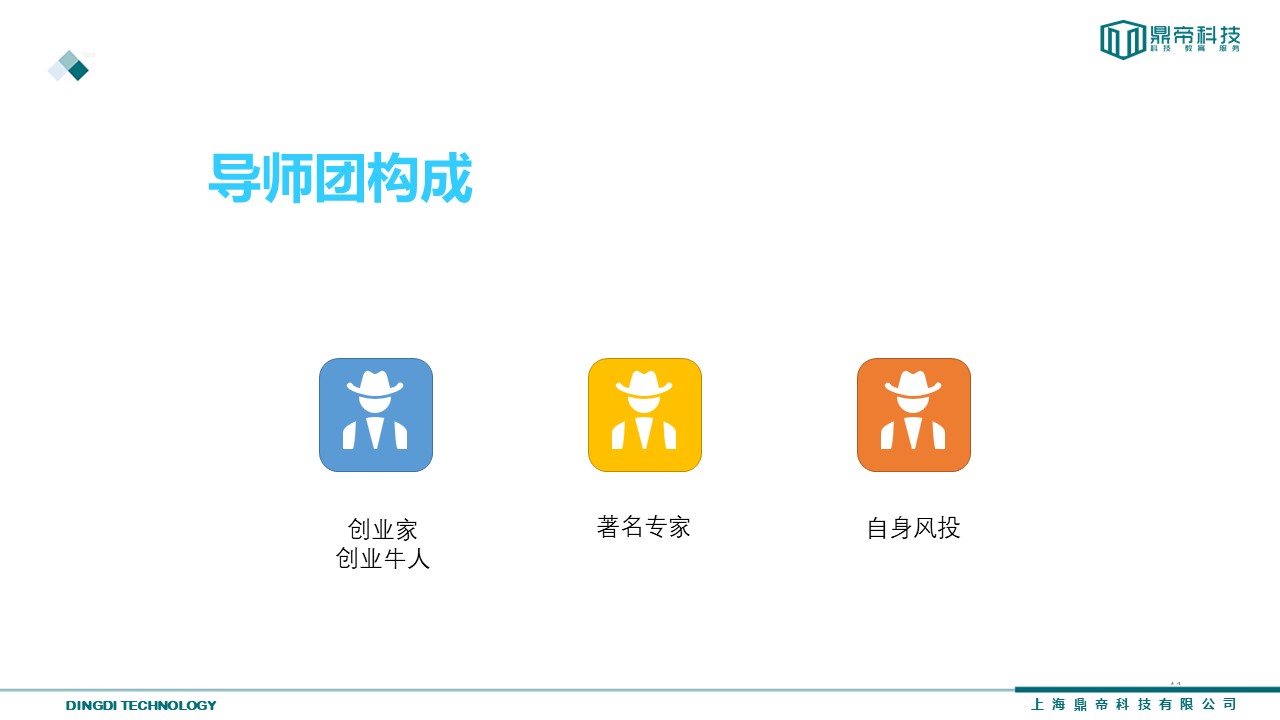 鼎帝科技
科技 教育 服务
导师团构成
创业家
创业牛人
著名专家
自身风投
DINGDI TECHNOLOGY
上海鼎帝科技有限公司